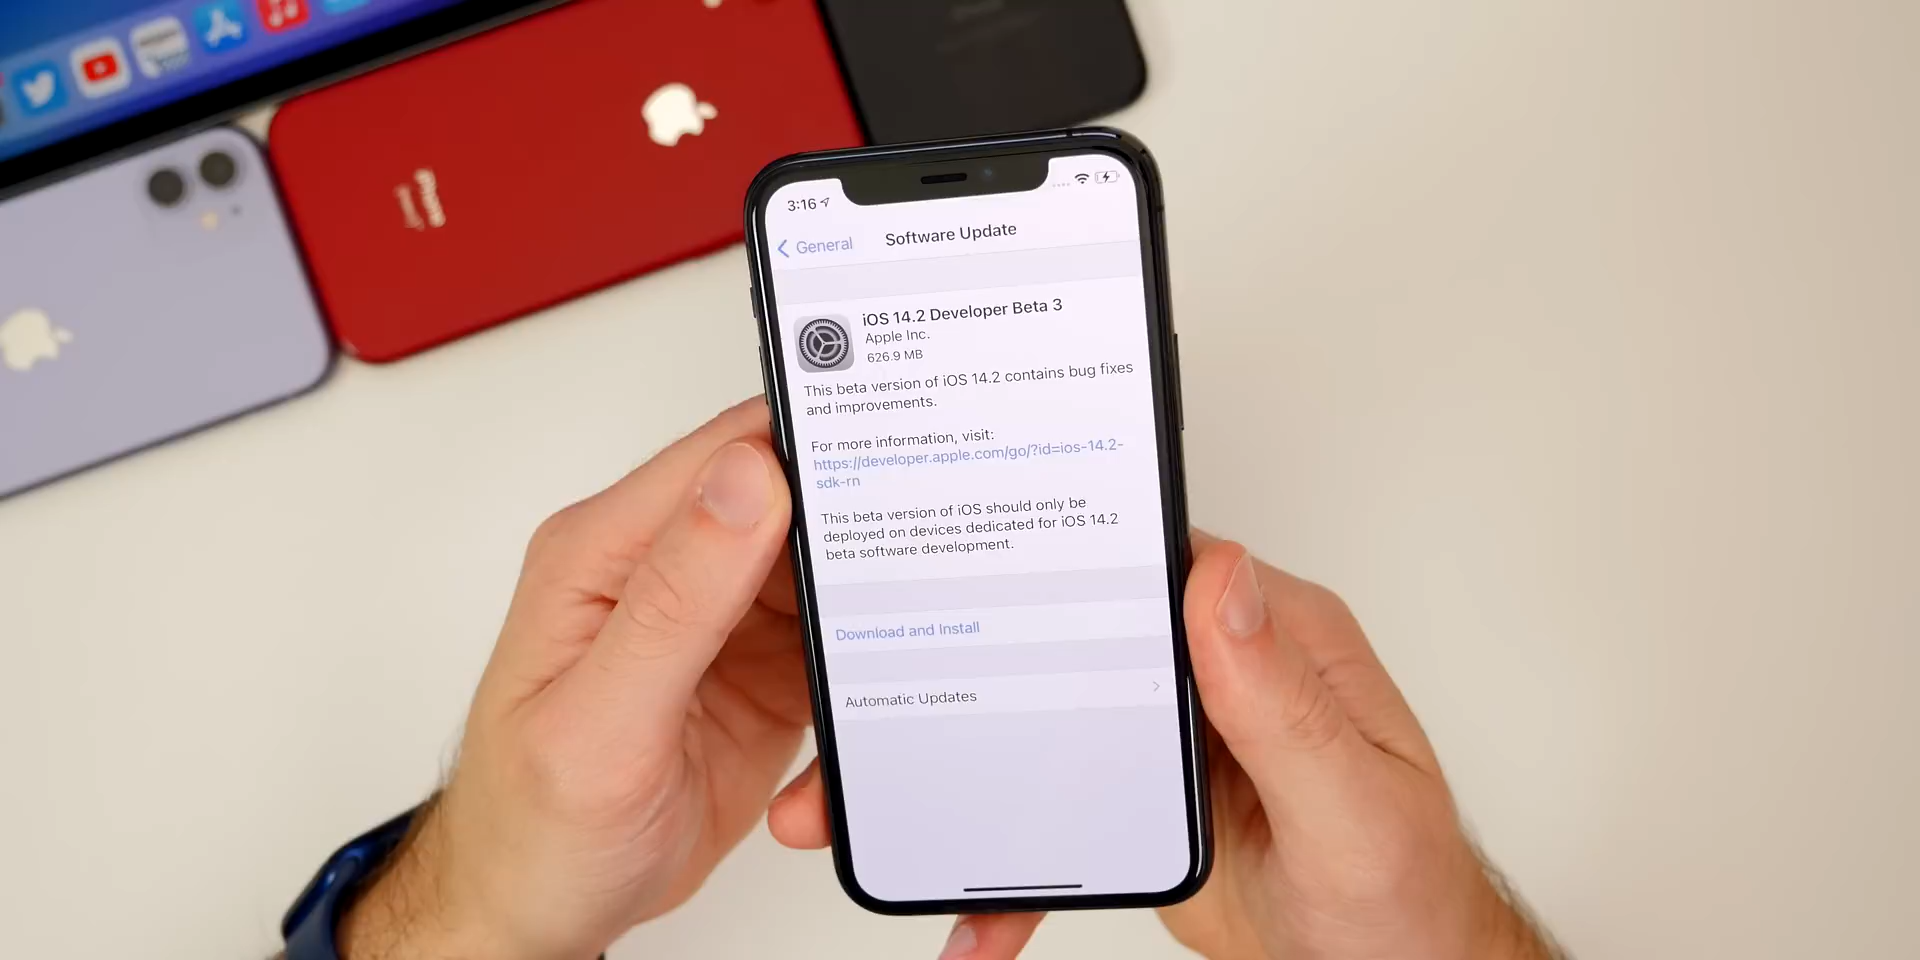 iPhone
3:16
General
Software Update
iOS 14.2 Developer Beta 3
Apple Inc.
626.9 MB
This beta version of iOS 14.2 contains bug fixes
and improvements.
For more information, visit:
https://developer.apple.com/go/?id=ios-14.2-
sdk-rn
This beta version of iOS should only be
deployed on devices dedicated for iOS 14.2
beta software development.
Download and Install
Automatic Updates